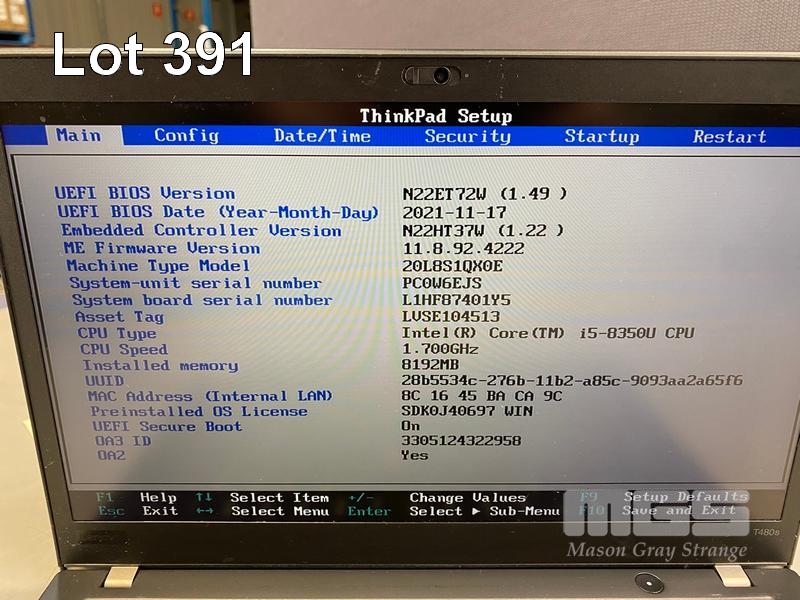 Lot 391
ThinkPad Setup
Main Config Date/Time Security Startup Restart
UEFI BIOS Version N22ET72W (1.49 )
UEFI BIOS Date (Year-Month-Day) 2021-11-17
Embedded Controller Version N22HT37W (1.22 )
ME Firmware Version 11.8.92.4222
Machine Type Model 20L8S1QX0E
System-unit serial number PC0W6EJS
System board serial number L1HF87401Y5
Asset Tag LVSE104513
CPU Type Intel(R) Core(TM) i5-8350U CPU
CPU Speed 1.700GHz
Installed memory 8192MB
UUID 28b5534c-276b-11b2-a85c-9093aa2a65f6
MAC Address (Internal LAN) 8C 16 45 BA CA 9C
Preinstalled OS License SDK0J40697 WIN
UEFI Secure Boot On
OA3 ID 3305124322958
OA2 Yes
F1 Help ↑↓ Select Item +/- Change Values F9 Setup Defaults
Esc Exit ←→ Select Menu Enter Select ▶ Sub-Menu F10 Save and Exit
MGS
T480s
Mason Gray Strange